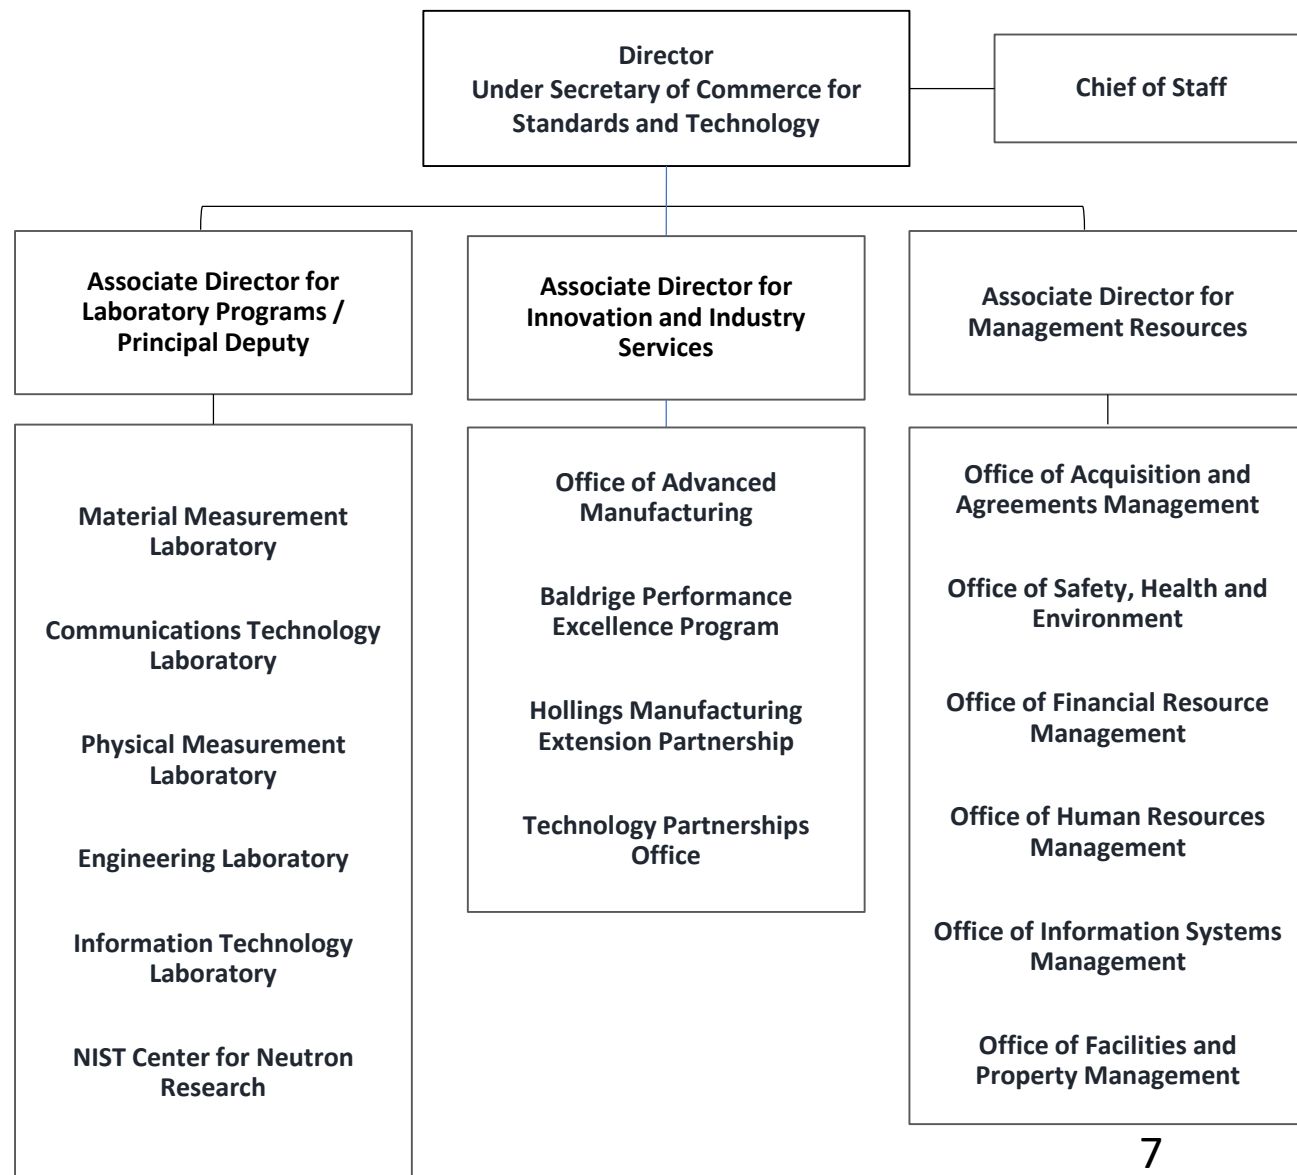 Director
Under Secretary of Commerce for
Standards and Technology
Chief of Staff
Associate Director for
Laboratory Programs /
Principal Deputy
Associate Director for
Innovation and Industry
Services
Associate Director for
Management Resources
Material Measurement
Laboratory
Communications Technology
Laboratory
Physical Measurement
Laboratory
Engineering Laboratory
Information Technology
Laboratory
NIST Center for Neutron
Research
Office of Advanced
Manufacturing
Baldrige Performance
Excellence Program
Hollings Manufacturing
Extension Partnership
Technology Partnerships
Office
Office of Acquisition and
Agreements Management
Office of Safety, Health and
Environment
Office of Financial Resource
Management
Office of Human Resources
Management
Office of Information Systems
Management
Office of Facilities and
Property Management
7